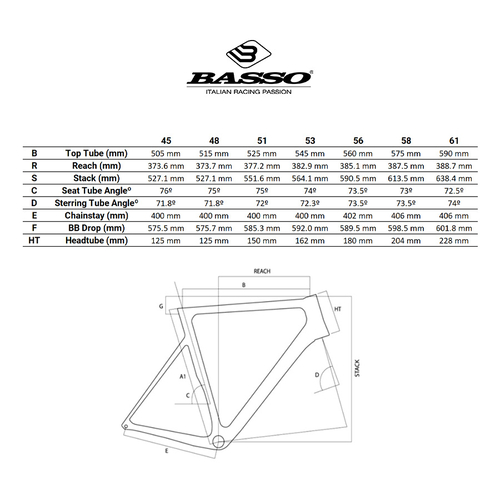 BASSO®
ITALIAN RACING PASSION
45 48 51 53 56 58 61
B Top Tube (mm) 505 mm 515 mm 525 mm 545 mm 560 mm 575 mm 590 mm
R Reach (mm) 373.6 mm 373.7 mm 377.2 mm 382.9 mm 385.1 mm 387.5 mm 388.7 mm
S Stack (mm) 527.1 mm 527.1 mm 551.6 mm 564.1 mm 590.5 mm 613.5 mm 638.4 mm
C Seat Tube Angleº 76º 75º 75º 74º 73.5º 73º 72.5º
D Sterring Tube Angleº 71.8º 71.8º 72º 72.3º 73.5º 73.5º 74º
E Chainstay (mm) 400 mm 400 mm 400 mm 400 mm 402 mm 406 mm 406 mm
F BB Drop (mm) 575.5 mm 575.7 mm 585.3 mm 592.0 mm 589.5 mm 598.5 mm 601.8 mm
HT Headtube (mm) 125 mm 125 mm 150 mm 162 mm 180 mm 204 mm 228 mm
REACH
B
G
HT
STACK
A1
D
C
E